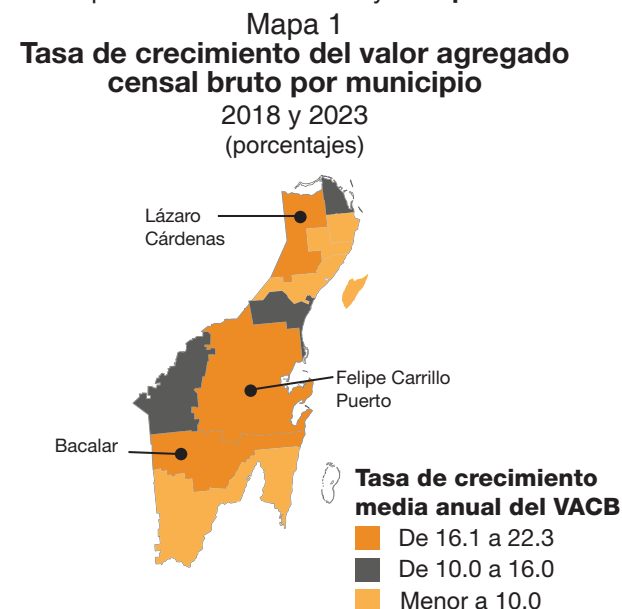 Mapa 1
Tasa de crecimiento del valor agregado
censal bruto por municipio
2018 y 2023
(porcentajes)
Lázaro
Cárdenas
Felipe Carrillo
Puerto
Bacalar
Tasa de crecimiento
media anual del VACB
De 16.1 a 22.3
De 10.0 a 16.0
Menor a 10.0